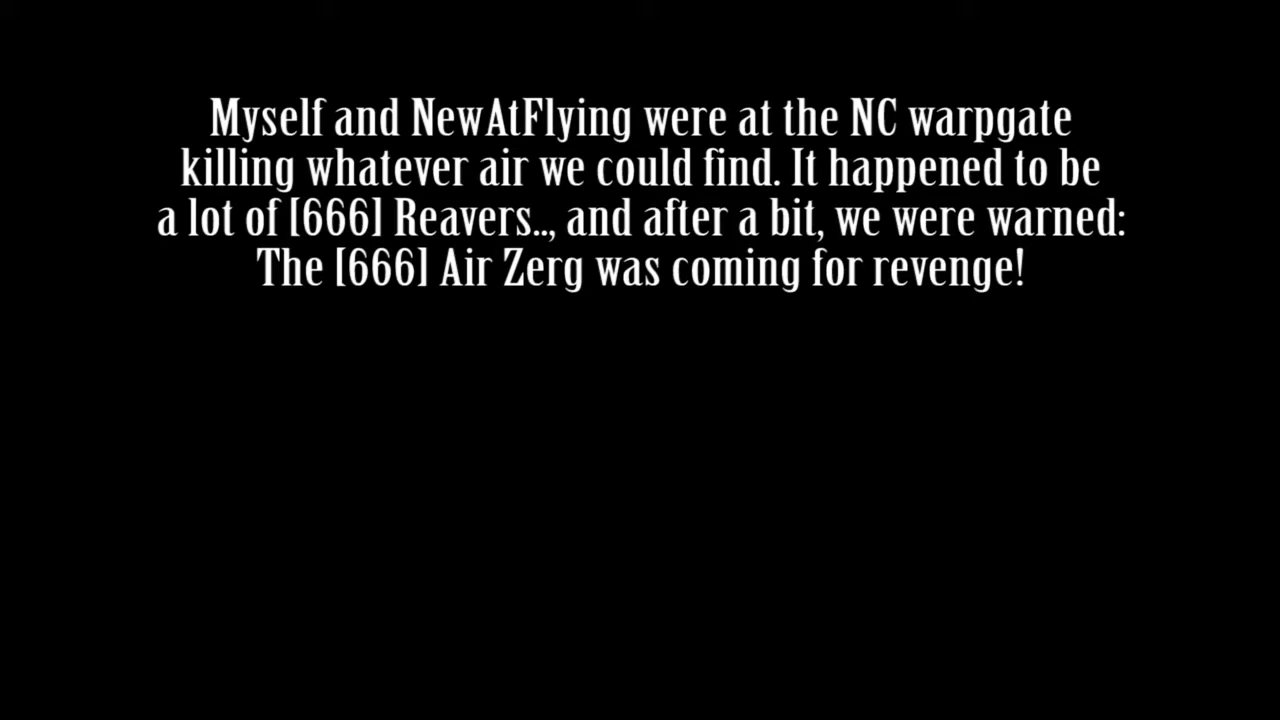 Myself and NewAtFlying were at the NC warpgate
killing whatever air we could find. It happened to be
a lot of [666] Reavers.., and after a bit, we were warned:
The [666] Air Zerg was coming for revenge!